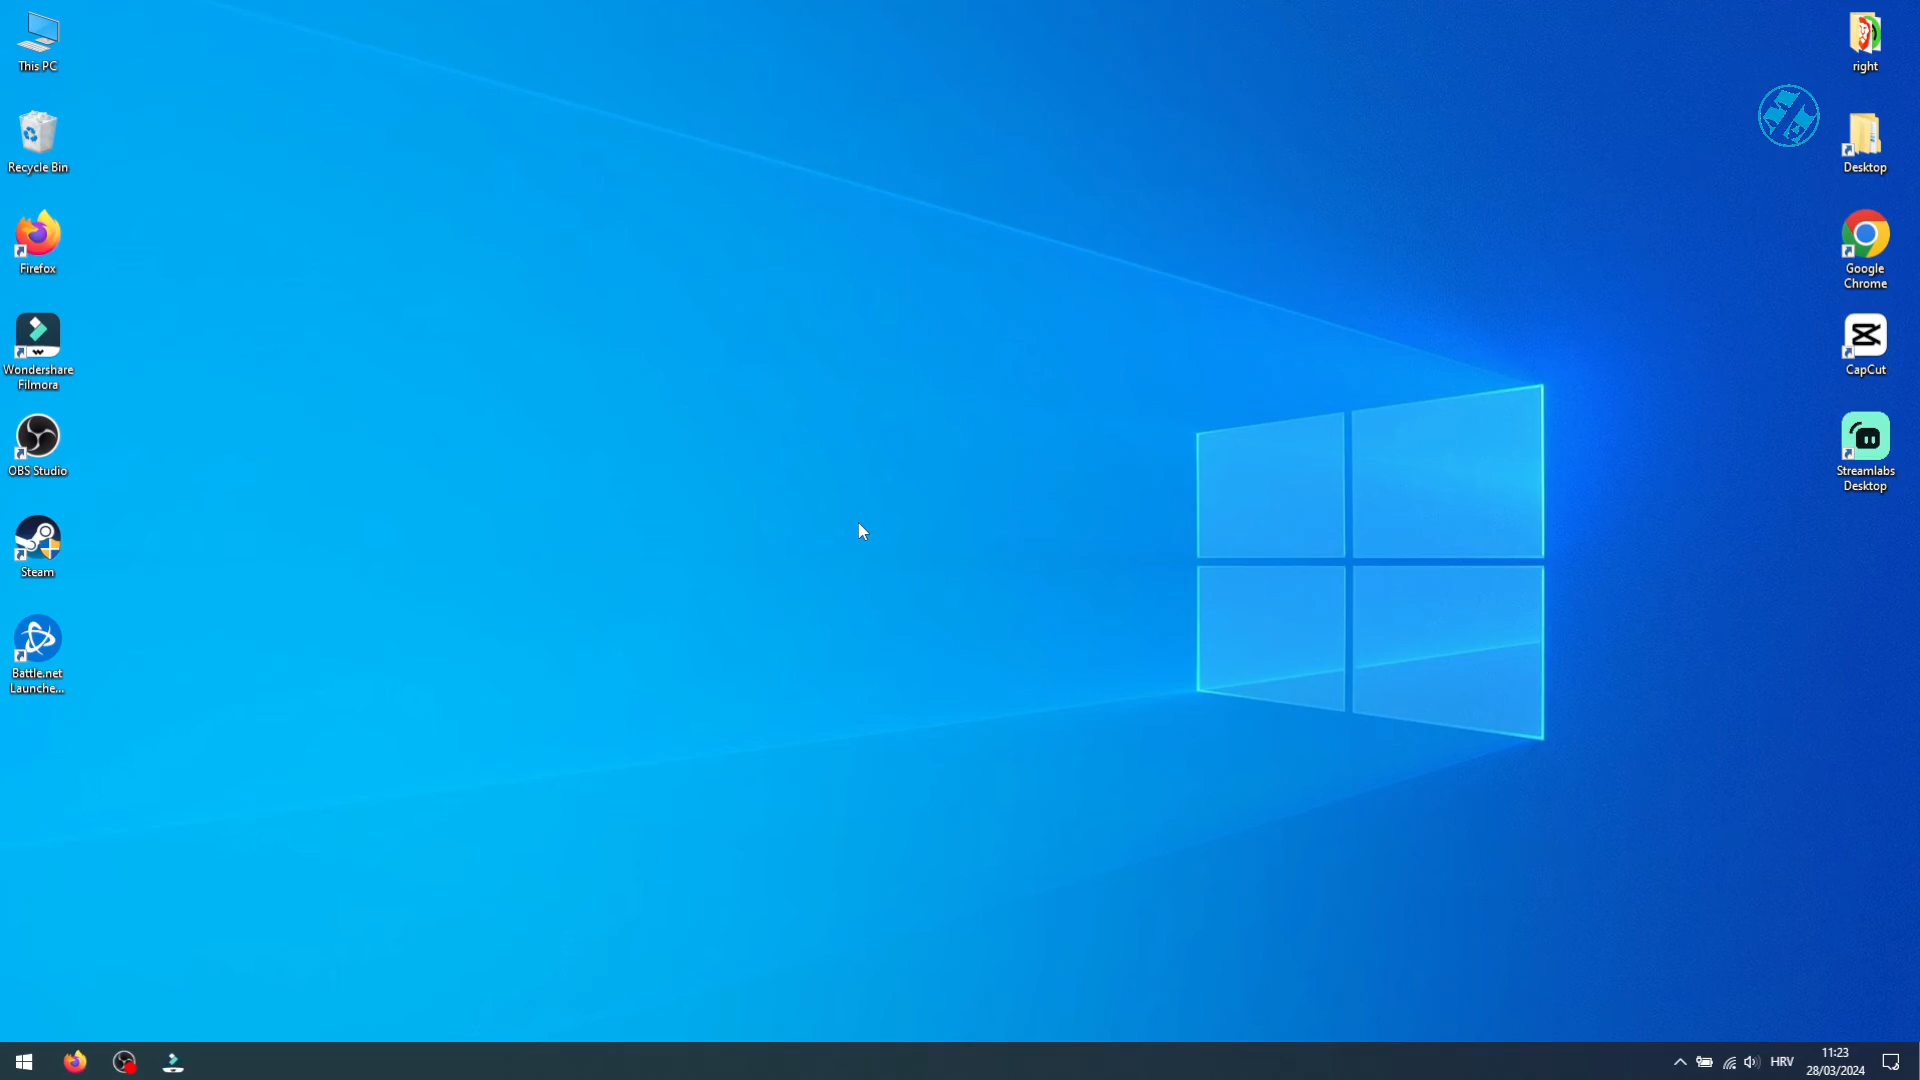 This PC
Recycle Bin
Firefox
Wondershare
Filmora
OBS Studio
Steam
Battle.net
Launche...
right
Desktop
Google
Chrome
CapCut
Streamlabs
Desktop
HRV
11:23
28/03/2024